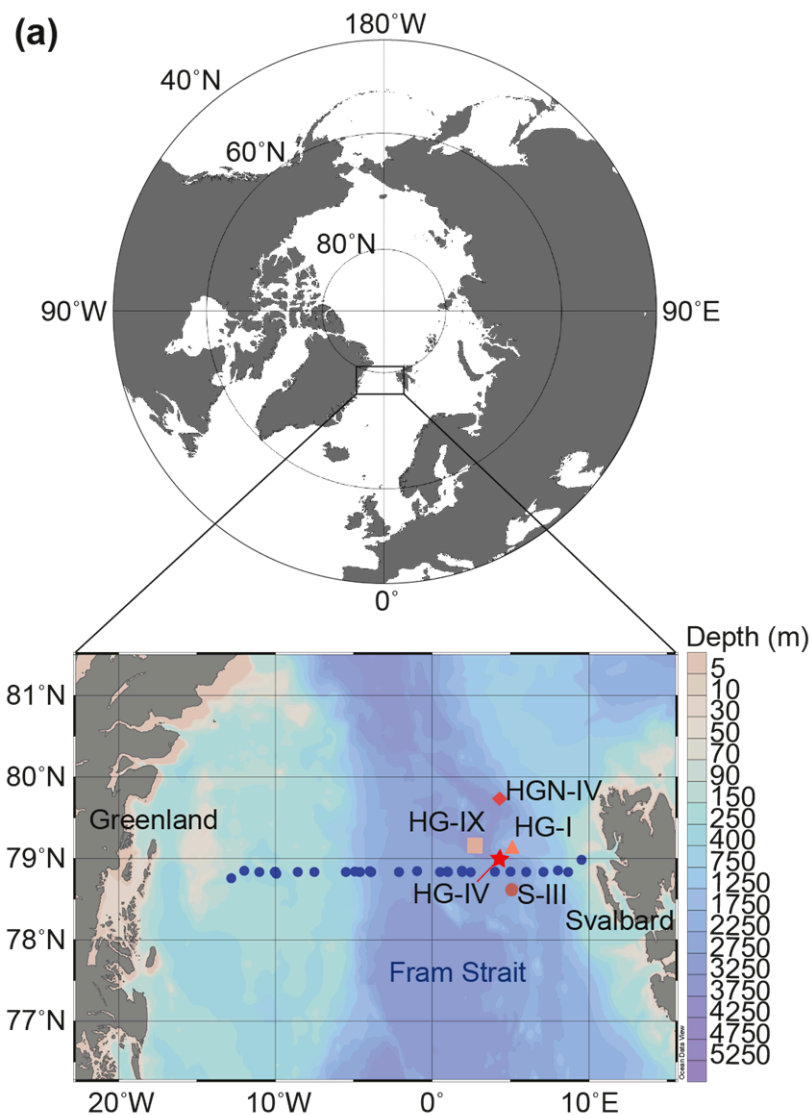 (a)
180°W
40°N
60°N
80°N
90°W
90°E
0°
Depth (m)
5
10
30
50
70
90
150
250
400
750
1250
1750
2250
2750
3250
3750
4250
4750
5250
81°N
80°N
79°N
78°N
77°N
HGN-IV
HG-IX
HG-I
Greenland
HG-IV
S-III
Svalbard
Fram Strait
20°W
10°W
0°
10°E
Ocean Data View